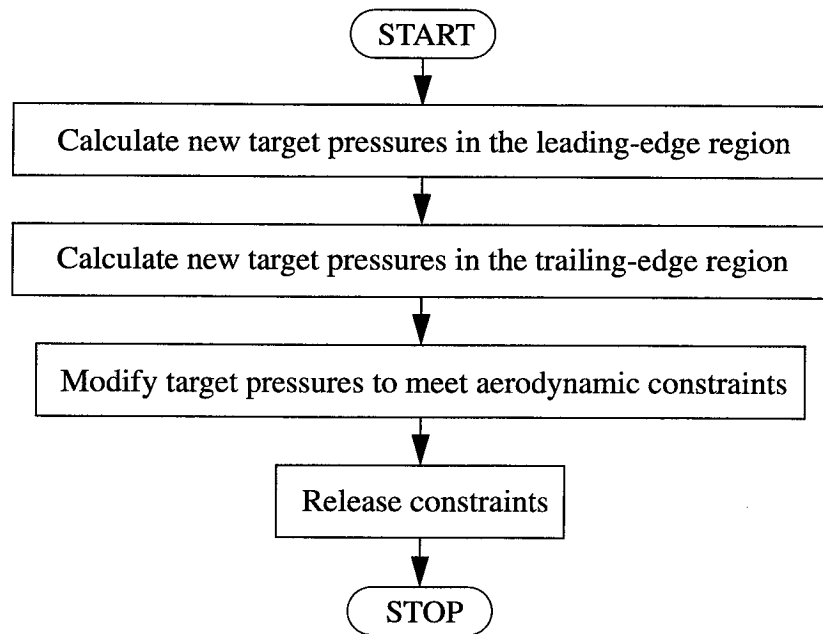 START
Calculate new target pressures in the leading-edge region
Calculate new target pressures in the trailing-edge region
Modify target pressures to meet aerodynamic constraints
Release constraints
STOP